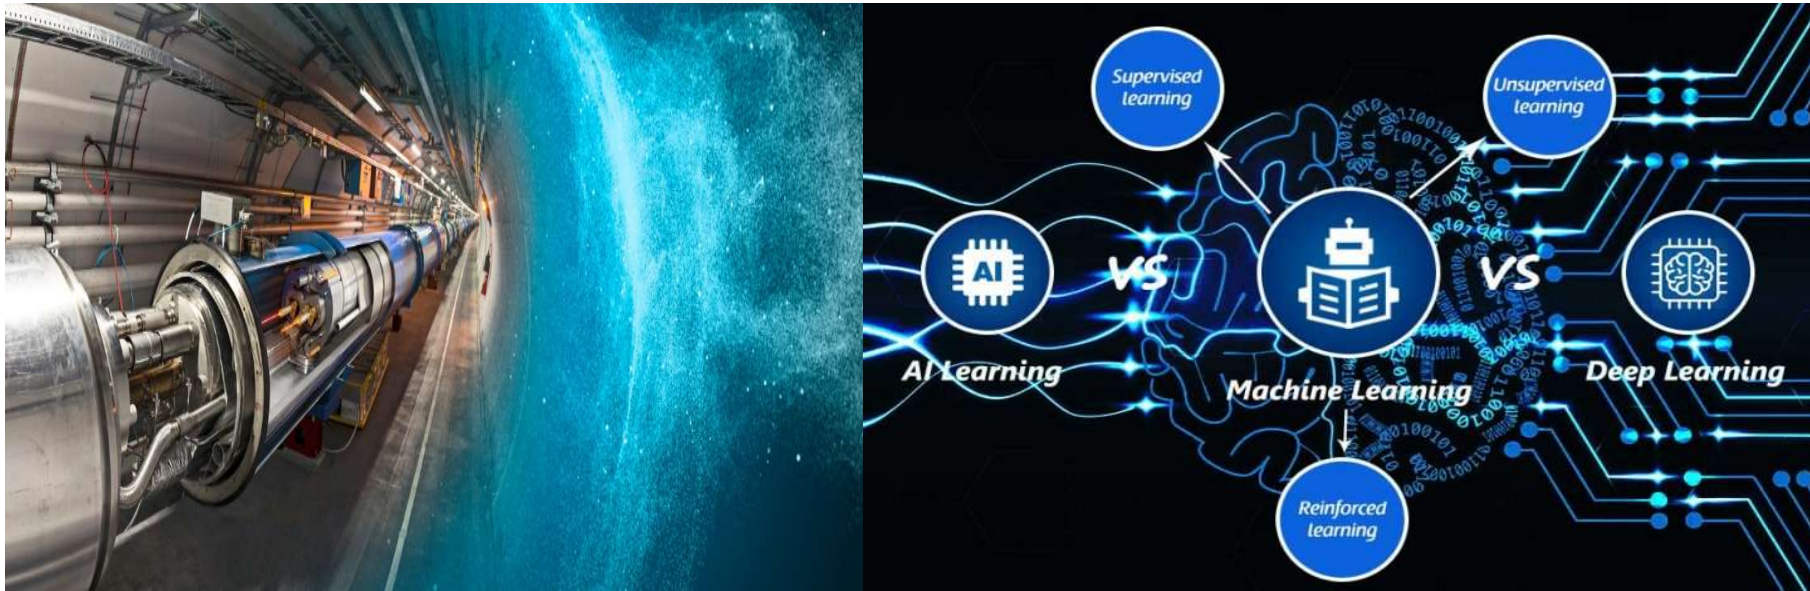 Supervised
learning
Unsupervised
learning
AI
VS
VS
AI Learning
Machine Learning
Deep Learning
Reinforced
learning